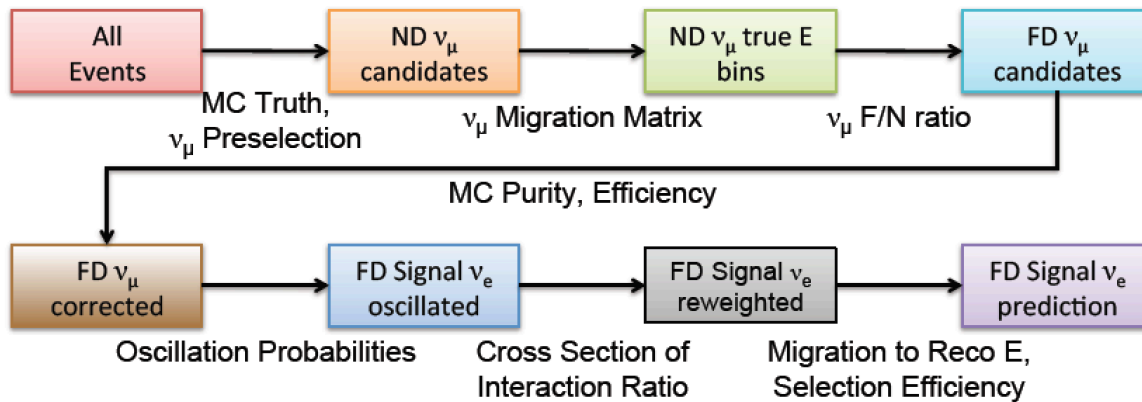 All
Events
ND νμ
candidates
ND νμ true E
bins
FD νμ
candidates
MC Truth,
νμ Preselection
νμ Migration Matrix
νμ F/N ratio
MC Purity, Efficiency
FD νμ
corrected
FD Signal νe
oscillated
FD Signal νe
reweighted
FD Signal νe
prediction
Oscillation Probabilities
Cross Section of
Interaction Ratio
Migration to Reco E,
Selection Efficiency